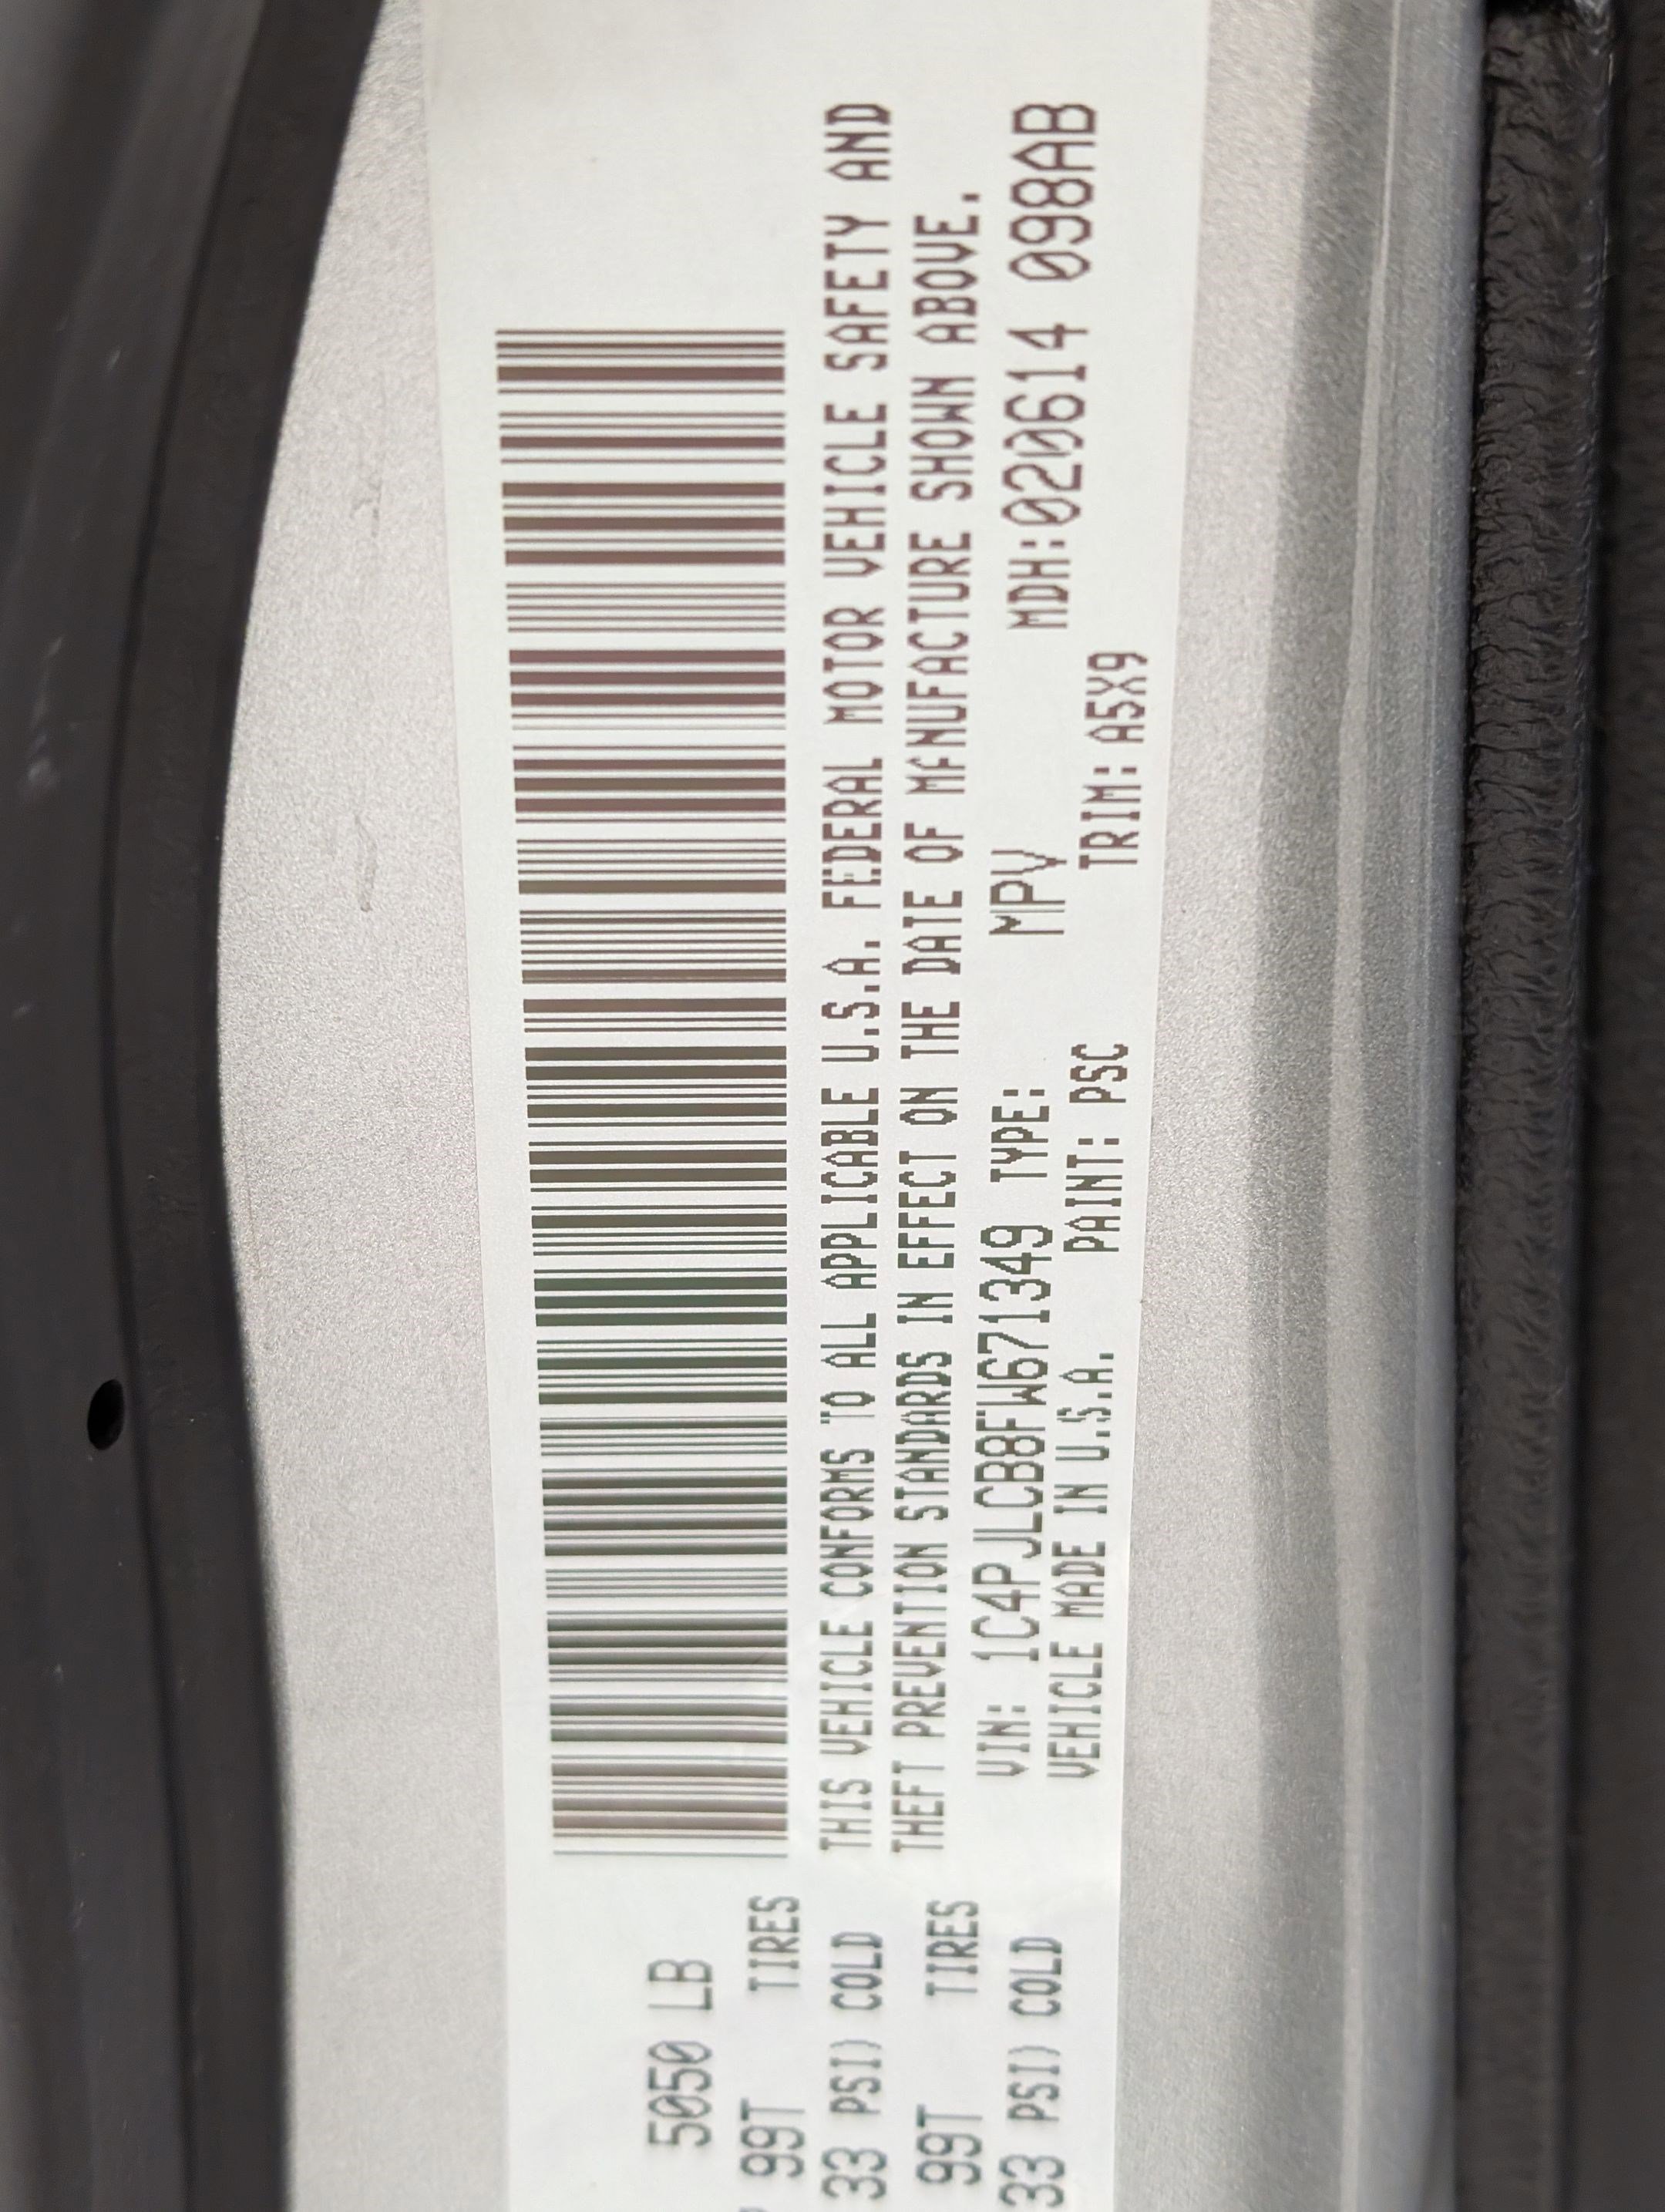 5050 LB
99T TIRES
33 PSI) COLD
99T TIRES
33 PSI) COLD
THIS VEHICLE CONFORMS TO ALL APPLICABLE U.S.A. FEDERAL MOTOR VEHICLE SAFETY AND
THEFT PREVENTION STANDARDS IN EFFECT ON THE DATE OF MANUFACTURE SHOWN ABOVE.
VIN: 1C4PJLCB8FW671349 TYPE: MPV MDH:020614 098AB
VEHICLE MADE IN U.S.A. PAINT: PSC TRIM: A5X9